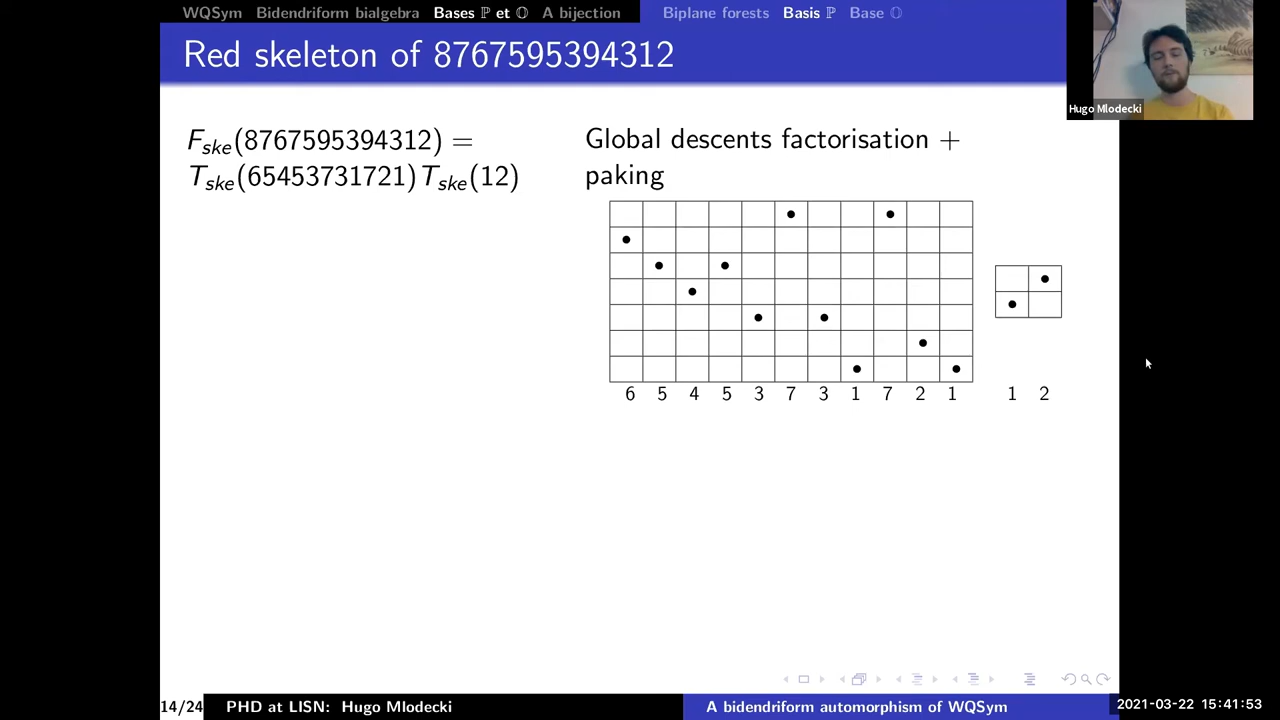 WQSym Bidendriform bialgebra Bases ℙ et 𝕆 A bijection Biplane forests Basis ℙ Base 𝕆
Red skeleton of 8767595394312
Hugo Mlodecki
F_ske(8767595394312) =
T_ske(65453731721)T_ske(12)
Global descents factorisation +
paking
6 5 4 5 3 7 3 1 7 2 1 1 2
14/24 PHD at LISN: Hugo Mlodecki A bidendriform automorphism of WQSym 2021-03-22 15:41:53